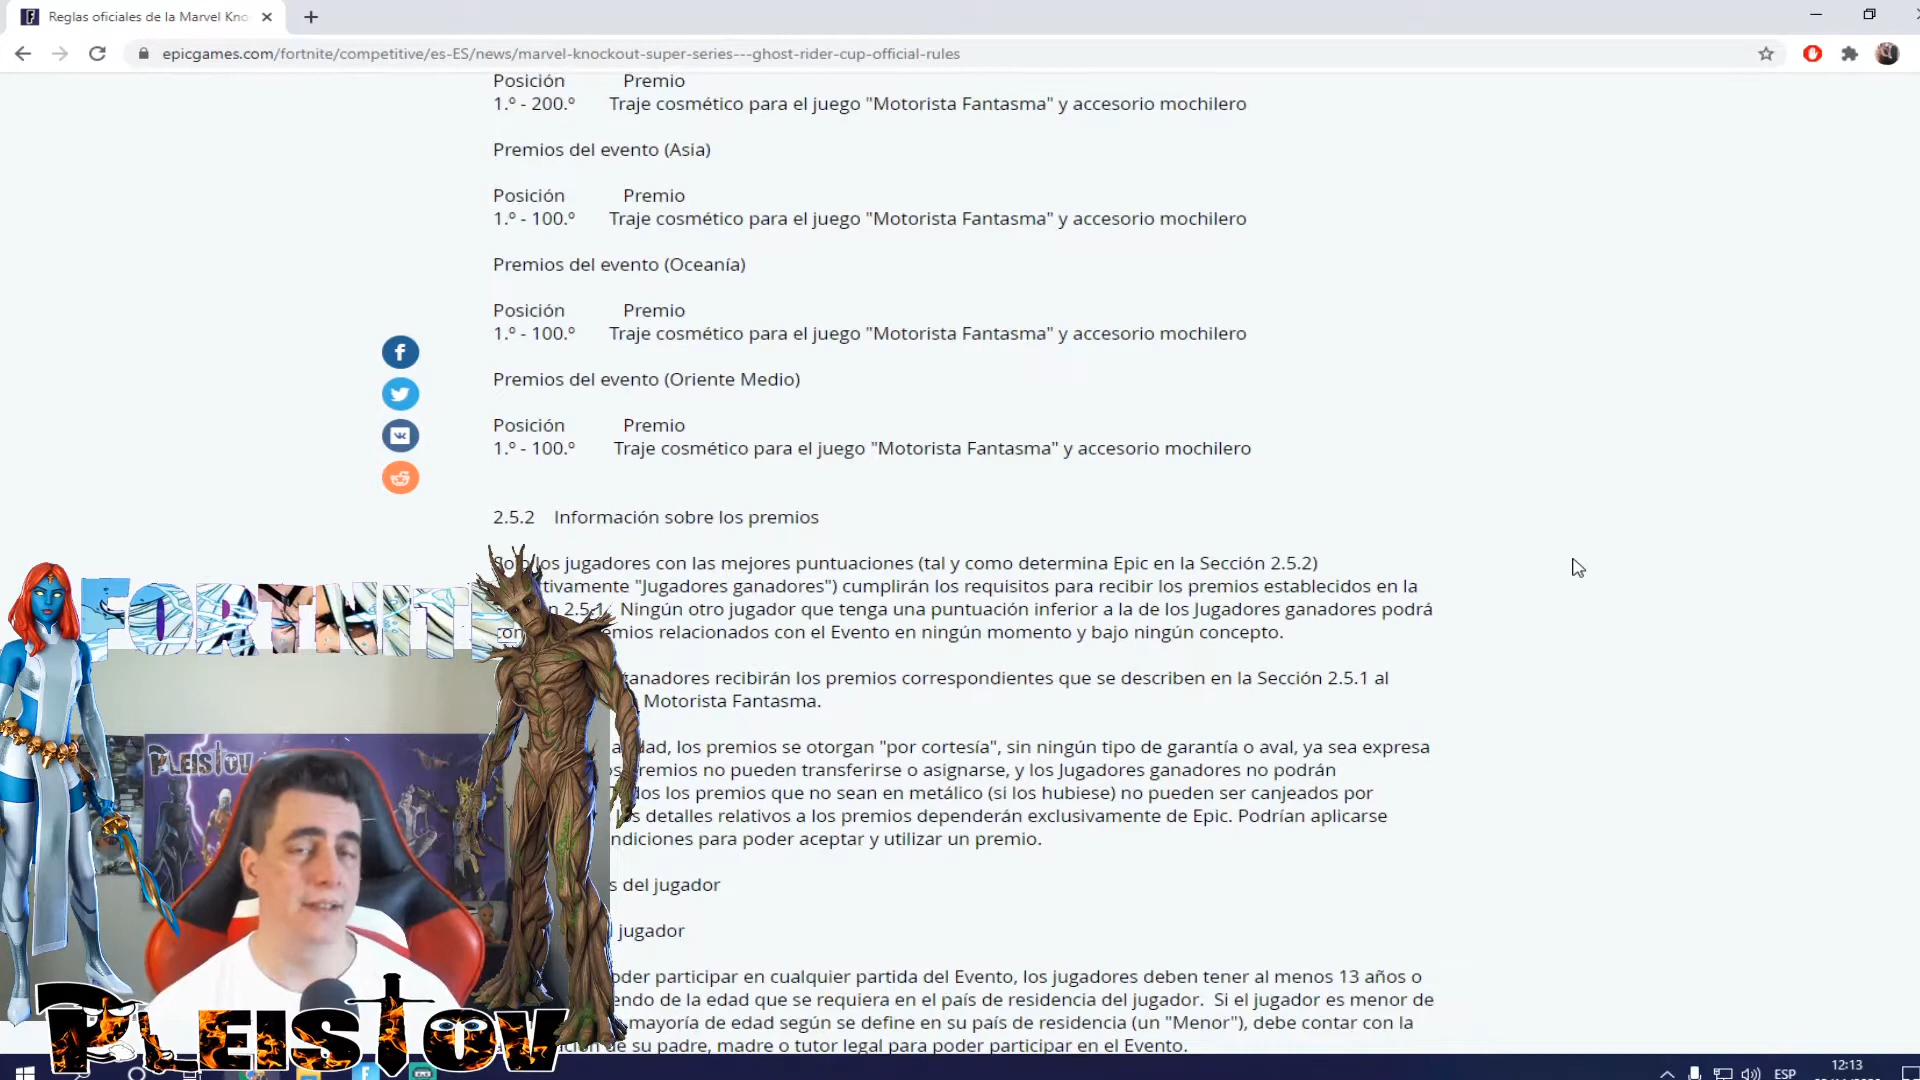 Reglas oficiales de la Marvel Kno
epicgames.com/fortnite/competitive/es-ES/news/marvel-knockout-super-series---ghost-rider-cup-official-rules
Posición Premio
1.º - 200.º Traje cosmético para el juego "Motorista Fantasma" y accesorio mochilero
Premios del evento (Asia)
Posición Premio
1.º - 100.º Traje cosmético para el juego "Motorista Fantasma" y accesorio mochilero
Premios del evento (Oceanía)
Posición Premio
1.º - 100.º Traje cosmético para el juego "Motorista Fantasma" y accesorio mochilero
Premios del evento (Oriente Medio)
Posición Premio
1.º - 100.º Traje cosmético para el juego "Motorista Fantasma" y accesorio mochilero
2.5.2 Información sobre los premios
los jugadores con las mejores puntuaciones (tal y como determina Epic en la Sección 2.5.2)
tivamente "Jugadores ganadores") cumplirán los requisitos para recibir los premios establecidos en la
n 2.5.1. Ningún otro jugador que tenga una puntuación inferior a la de los Jugadores ganadores podrá
emios relacionados con el Evento en ningún momento y bajo ningún concepto.
ganadores recibirán los premios correspondientes que se describen en la Sección 2.5.1 al
Motorista Fantasma.
dad, los premios se otorgan "por cortesía", sin ningún tipo de garantía o aval, ya sea expresa
remios no pueden transferirse o asignarse, y los Jugadores ganadores no podrán
dos los premios que no sean en metálico (si los hubiese) no pueden ser canjeados por
s detalles relativos a los premios dependerán exclusivamente de Epic. Podrían aplicarse
ndiciones para poder aceptar y utilizar un premio.
s del jugador
jugador
oder participar en cualquier partida del Evento, los jugadores deben tener al menos 13 años o
endo de la edad que se requiera en el país de residencia del jugador. Si el jugador es menor de
mayoría de edad según se define en su país de residencia (un "Menor"), debe contar con la
ción de su padre, madre o tutor legal para poder participar en el Evento.
FORTNITE
PLEISTOV
PLEISTOV
ESP
12:13